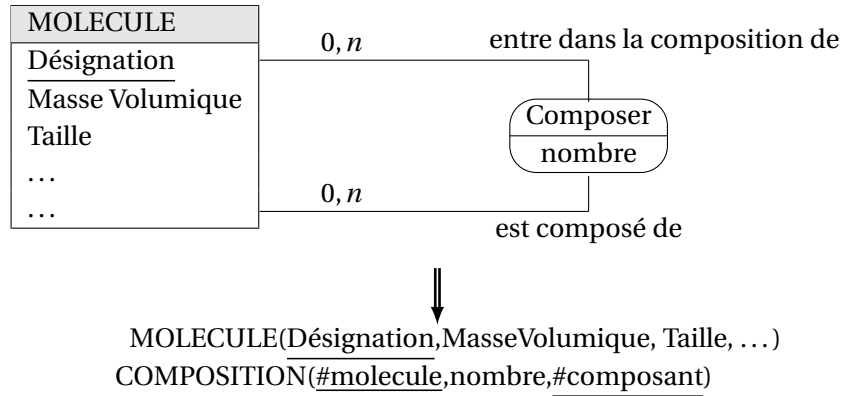 MOLECULE
Désignation
Masse Volumique
Taille
...
...
0, n
entre dans la composition de
Composer
nombre
0, n
est composé de
MOLECULE(Désignation,MasseVolumique, Taille, ...)
COMPOSITION(#molecule,nombre,#composant)